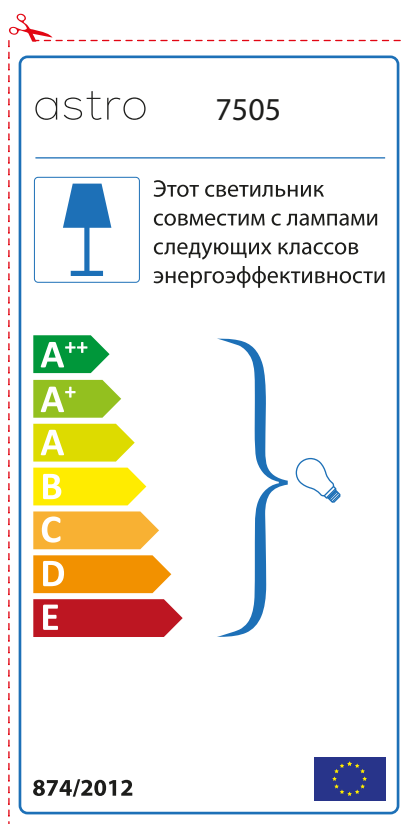 astro 7505
Этот светильник
совместим с лампами
следующих классов
энергоэффективности
A++
A+
A
B
C
D
E
874/2012